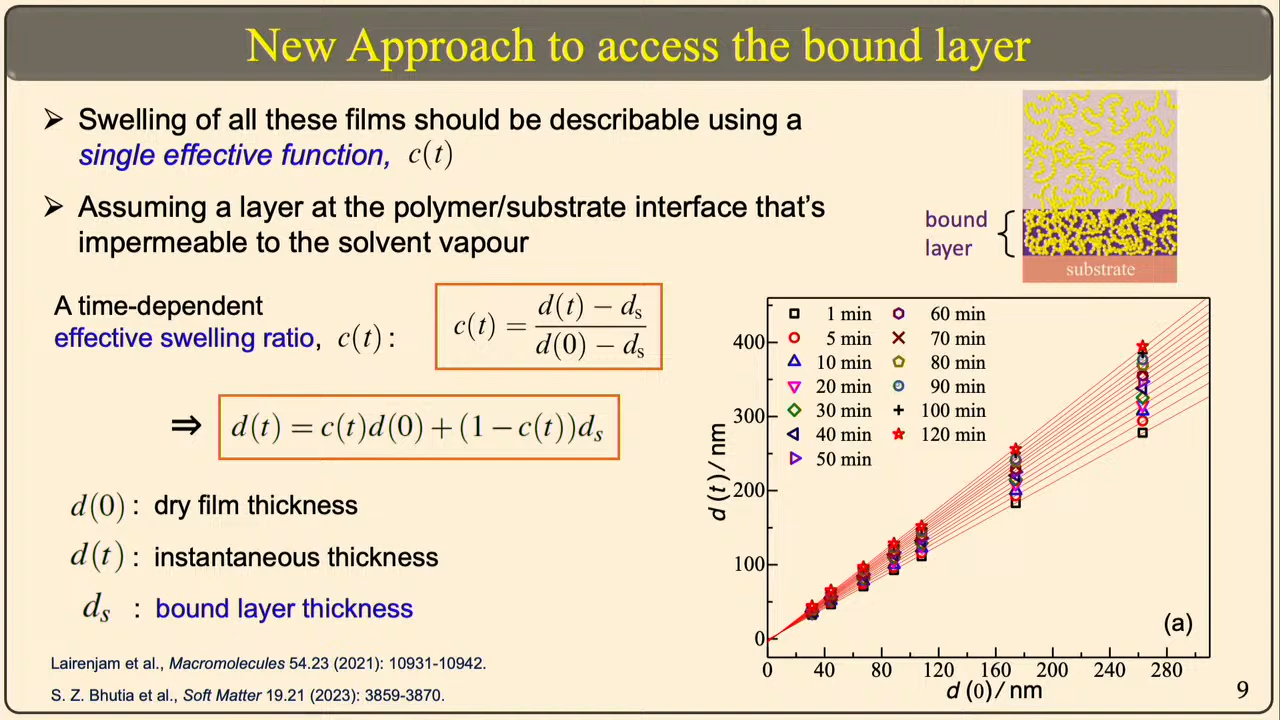 New Approach to access the bound layer
➢ Swelling of all these films should be describable using a
single effective function, c(t)
➢ Assuming a layer at the polymer/substrate interface that's
impermeable to the solvent vapour
bound
layer
substrate
A time-dependent
effective swelling ratio, c(t) :
c(t) = \frac{d(t) − d_s}{d(0) − d_s}
⇒ d(t) = c(t)d(0) + (1 − c(t))d_s
d(0) : dry film thickness
d(t) : instantaneous thickness
d_s : bound layer thickness
Lairenjam et al., Macromolecules 54.23 (2021): 10931-10942.
S. Z. Bhutia et al., Soft Matter 19.21 (2023): 3859-3870.
1 min
5 min
10 min
20 min
30 min
40 min
50 min
60 min
70 min
80 min
90 min
100 min
120 min
d (t) / nm
400
300
200
100
0
(a)
0 40 80 120 160 200 240 280
d (0) / nm
9